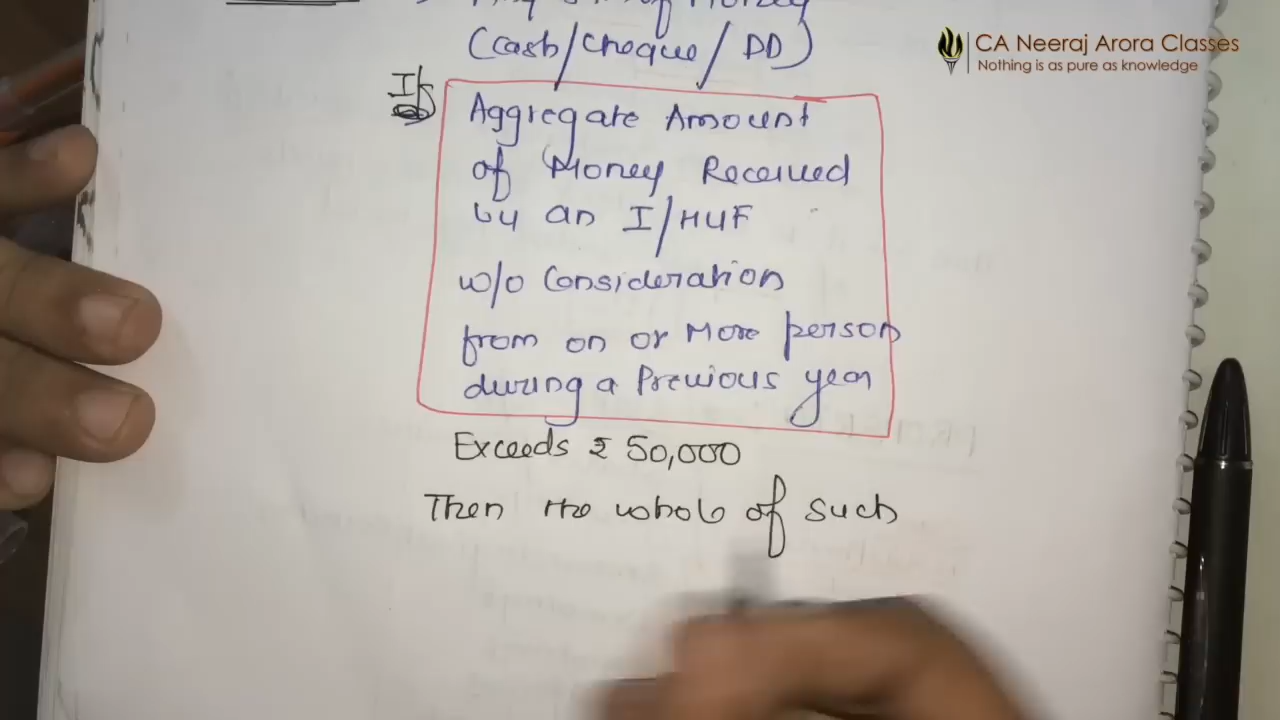 of Money
(cash/cheque/DD)
CA Neeraj Arora Classes
Nothing is as pure as knowledge
If
Aggregate Amount
of Money Received
by an I/HUF
w/o Consideration
from on or More person
during a Previous year
Exceeds ₹ 50,000
Then the whole of such